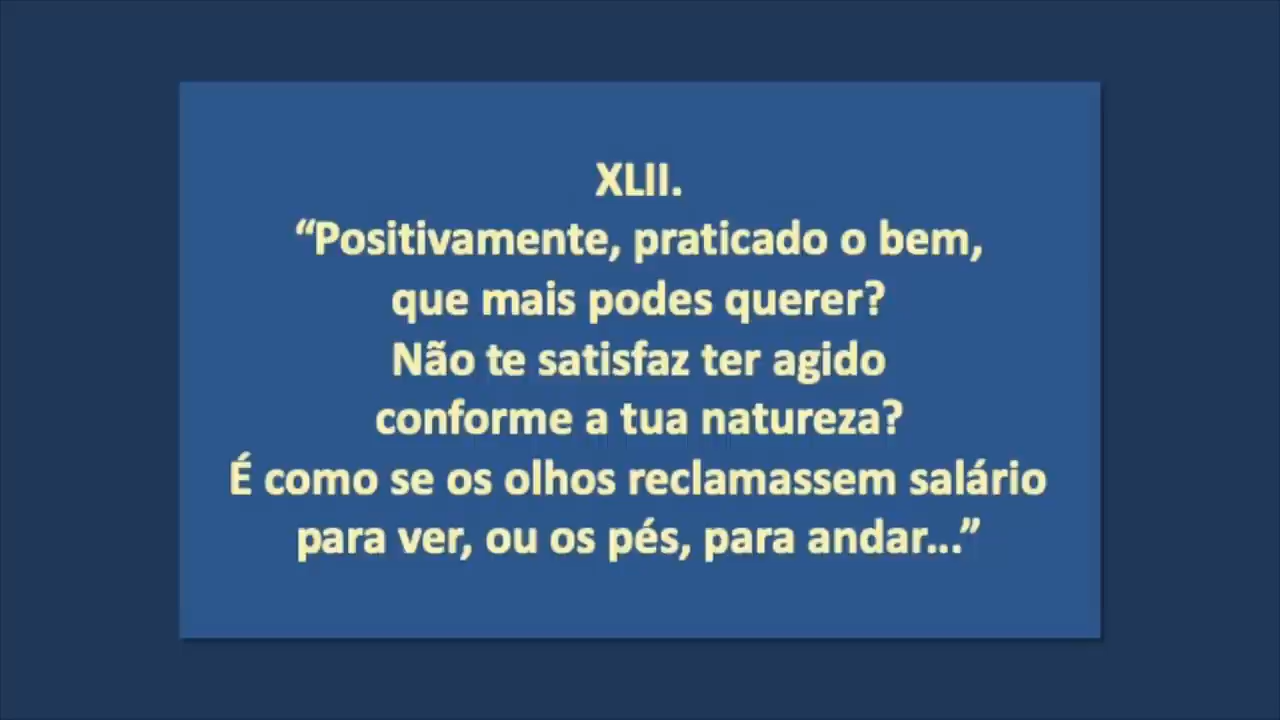 XLII.
“Positivamente, praticado o bem,
que mais podes querer?
Não te satisfaz ter agido
conforme a tua natureza?
É como se os olhos reclamassem salário
para ver, ou os pés, para andar...”